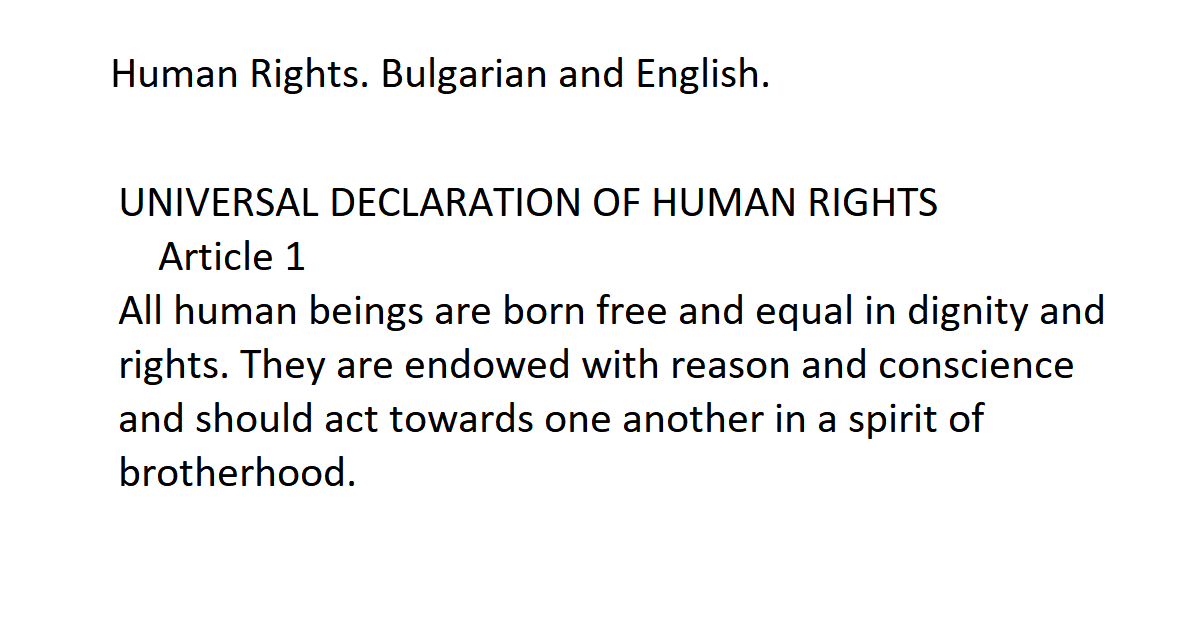 Human Rights. Bulgarian and English.
UNIVERSAL DECLARATION OF HUMAN RIGHTS
Article 1
All human beings are born free and equal in dignity and
rights. They are endowed with reason and conscience
and should act towards one another in a spirit of
brotherhood.